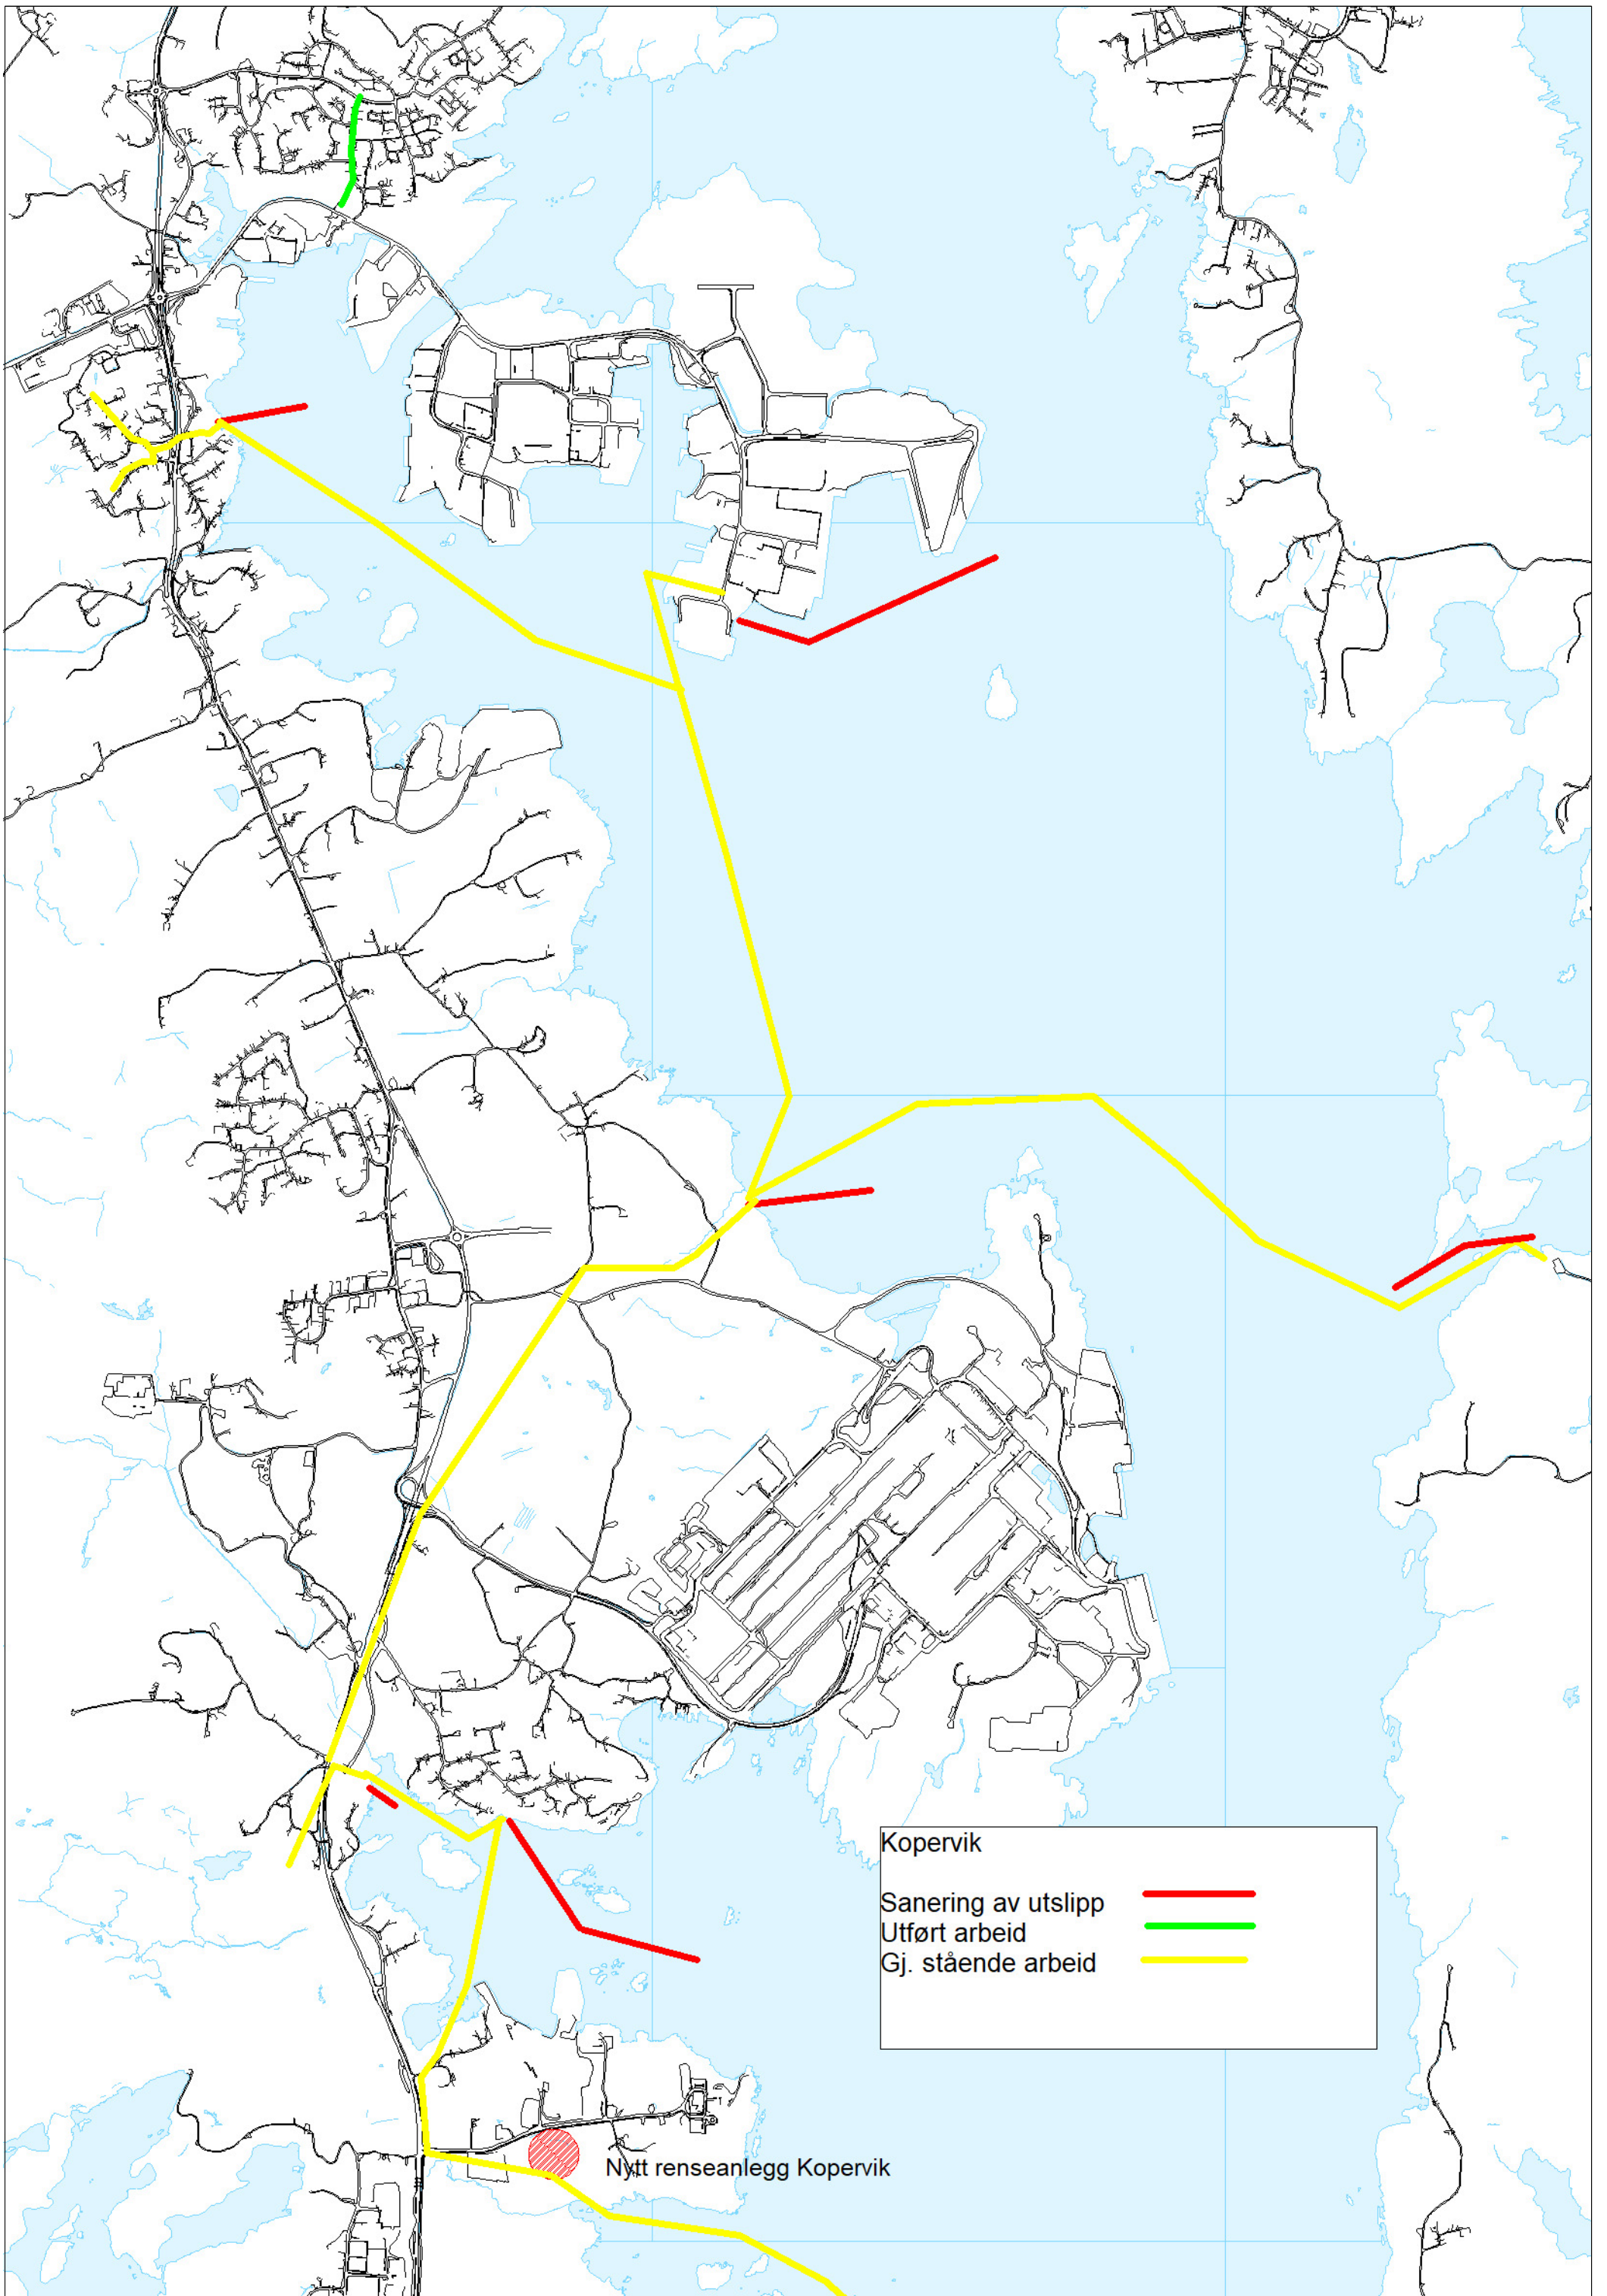 Kopervik
Sanering av utslipp
Utført arbeid
Gj. stående arbeid
Nytt renseanlegg Kopervik